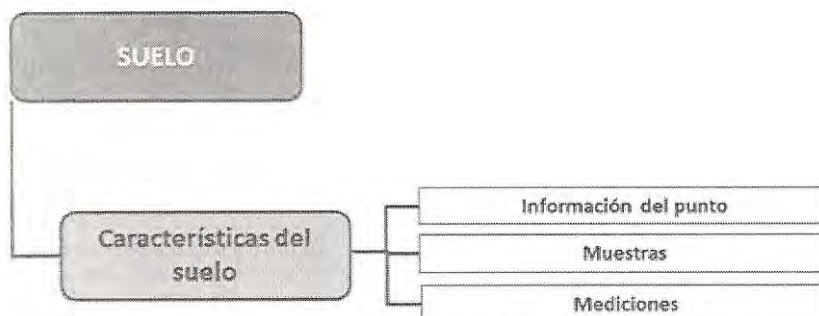 SUELO
Características del
suelo
Información del punto
Muestras
Mediciones